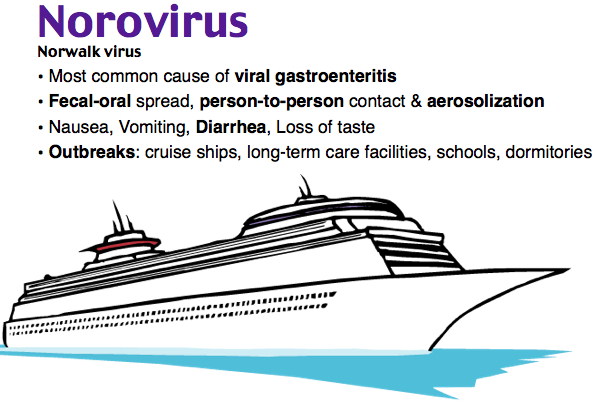 Norovirus
Norwalk virus
• Most common cause of viral gastroenteritis
• Fecal-oral spread, person-to-person contact & aerosolization
• Nausea, Vomiting, Diarrhea, Loss of taste
• Outbreaks: cruise ships, long-term care facilities, schools, dormitories